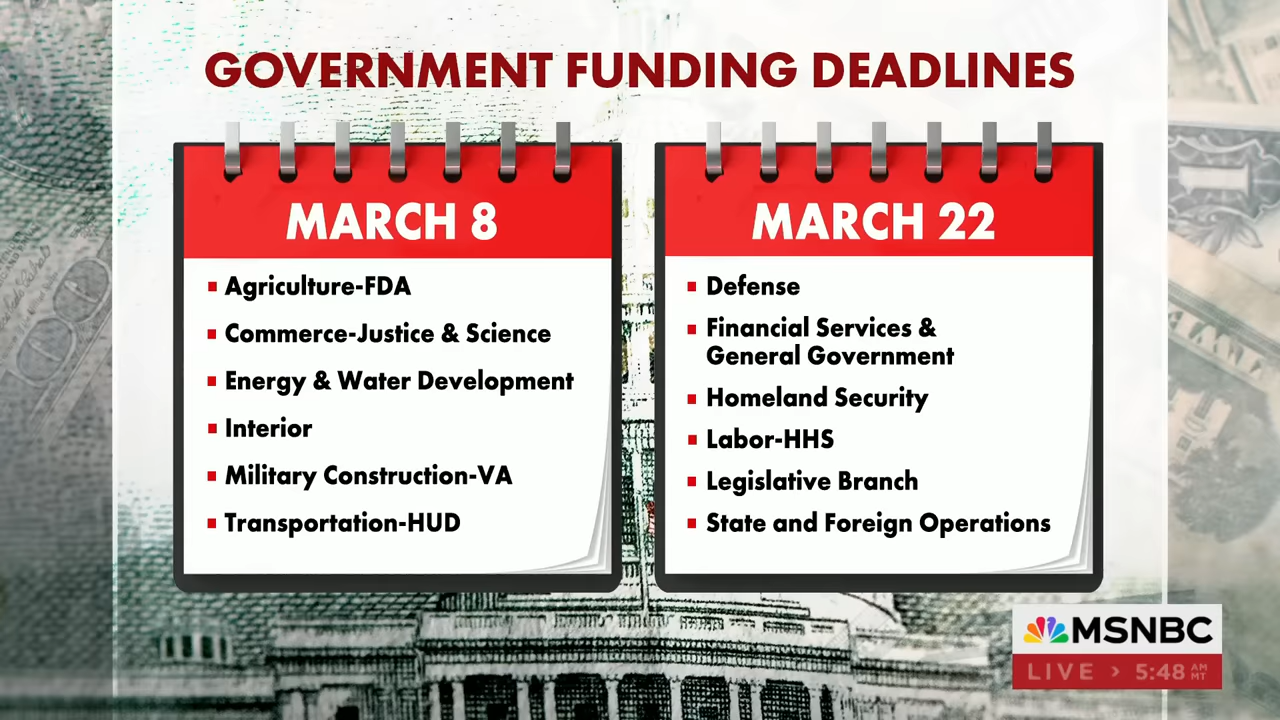 GOVERNMENT FUNDING DEADLINES
MARCH 8
Agriculture-FDA
Commerce-Justice & Science
Energy & Water Development
Interior
Military Construction-VA
Transportation-HUD
MARCH 22
Defense
Financial Services &
General Government
Homeland Security
Labor-HHS
Legislative Branch
State and Foreign Operations
MSNBC
LIVE > 5:48 AM MT